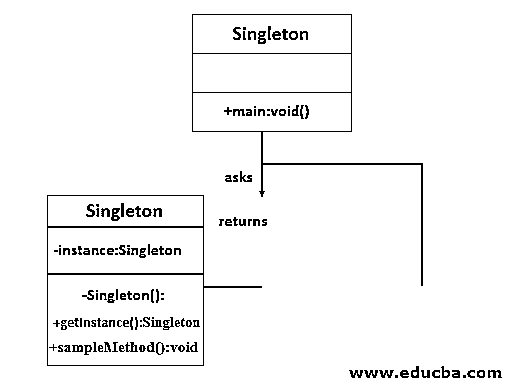 Singleton
+main:void()
asks
returns
Singleton
-instance:Singleton
-Singleton():
+getInstance():Singleton
+sampleMethod():void
www.educba.com